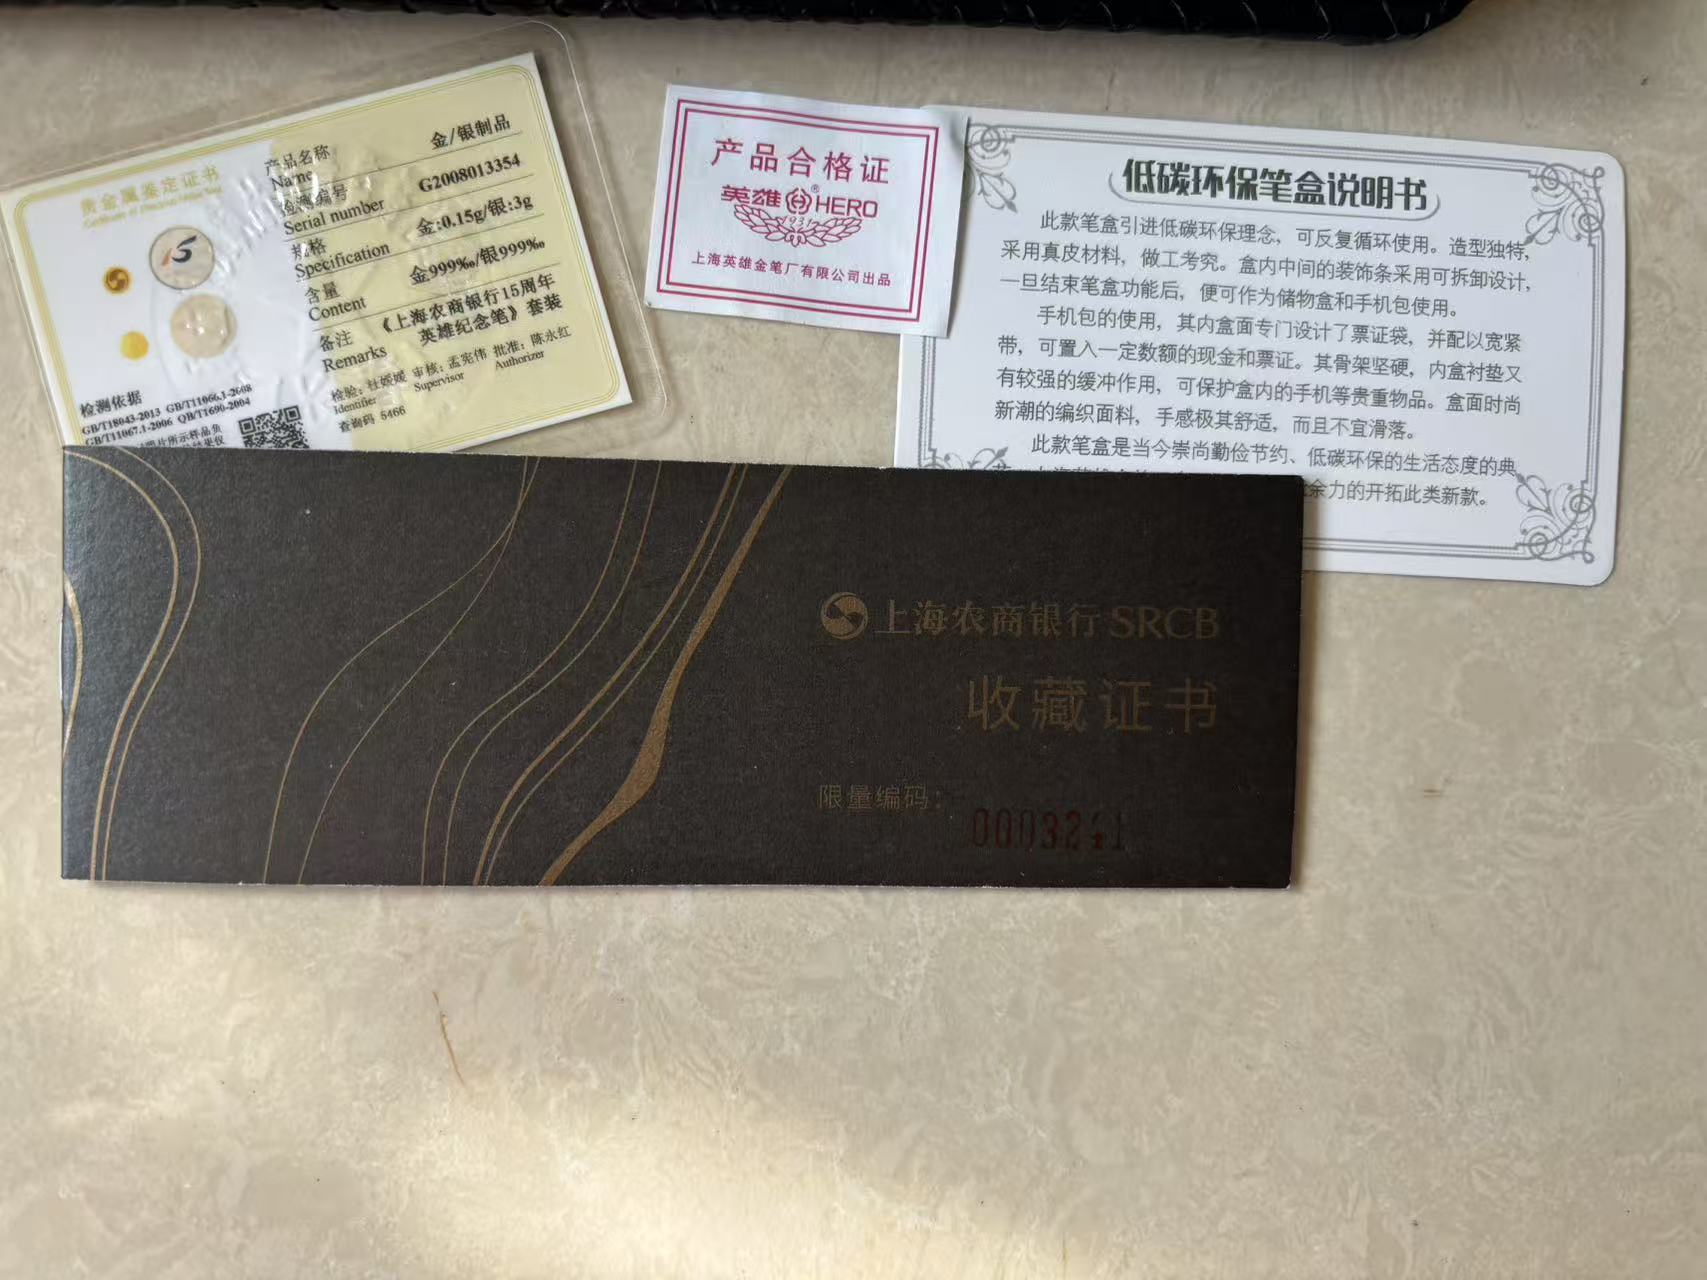 贵金属鉴定证书
产品名称
Name
金/银制品
检测编号
Serial number
G2008013354
规格
Specification
金:0.15g/银:3g
含量
Content
金999‰/银999‰
备注
Remarks
《上海农商银行15周年
英雄纪念笔》套装
检验: 杜媛媛 审核: 孟宪伟 批准: 陈永红
Identifier Supervisor Authorizer
查询码 5466
15
检测依据
GB/T18043-2013 GB/T11066.1-2008
GB/T11067.1-2006 QB/T1690-2004
产品合格证
英雄 ® HERO
1931
上海英雄金笔厂有限公司出品
低碳环保笔盒说明书
此款笔盒引进低碳环保理念，可反复循环使用。造型独特，
采用真皮材料，做工考究。盒内中间的装饰条采用可拆卸设计，
一旦结束笔盒功能后，便可作为储物盒和手机包使用。
手机包的使用，其内盒面专门设计了票证袋，并配以宽紧
带，可置入一定数额的现金和票证。其骨架坚硬，内盒衬垫又
有较强的缓冲作用，可保护盒内的手机等贵重物品。盒面时尚
新潮的编织面料，手感极其舒适，而且不宜滑落。
此款笔盒是当今崇尚勤俭节约、低碳环保的生活态度的典
余力的开拓此类新款。
上海农商银行 SRCB
收藏证书
限量编码：
0003241